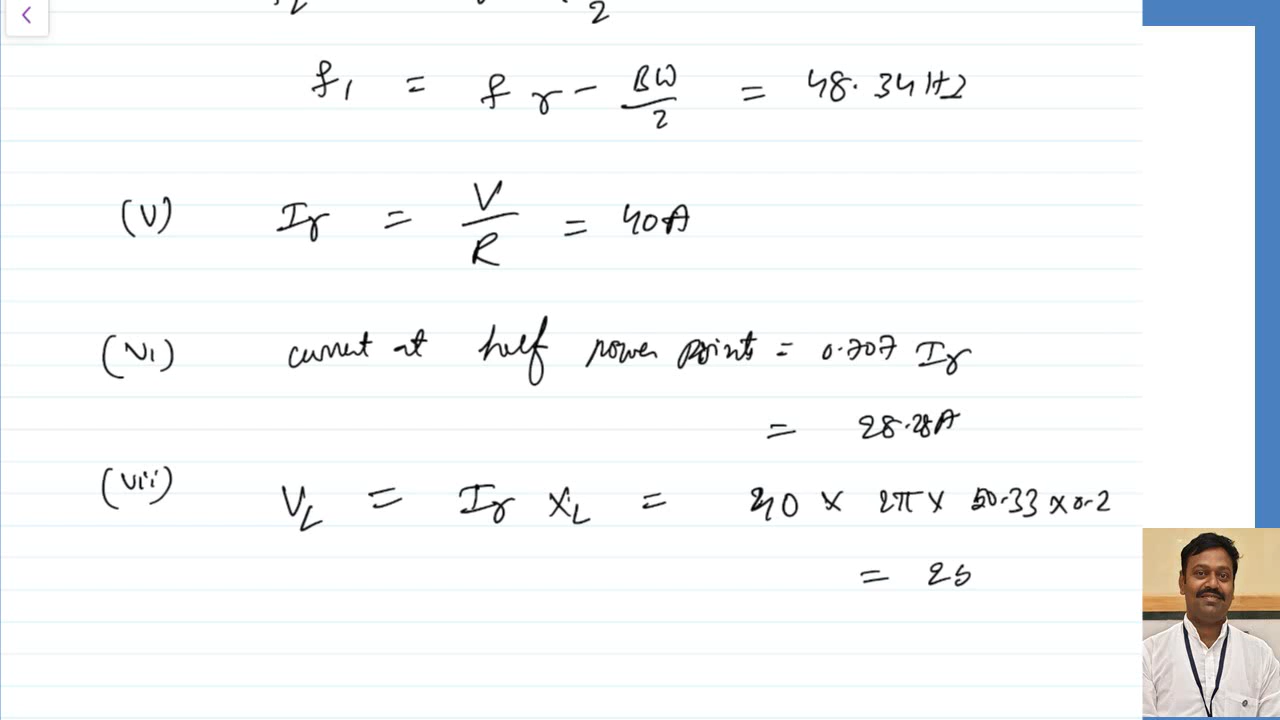 2
f1 = fr - BW/2 = 48.34 Hz
(V) Ir = V/R = 40A
(VI) current at half power points = 0.707 Ir
= 28.28A
(Vii) VL = Ir XL = 40 × 2π × 50.33 × 0.2
= 25